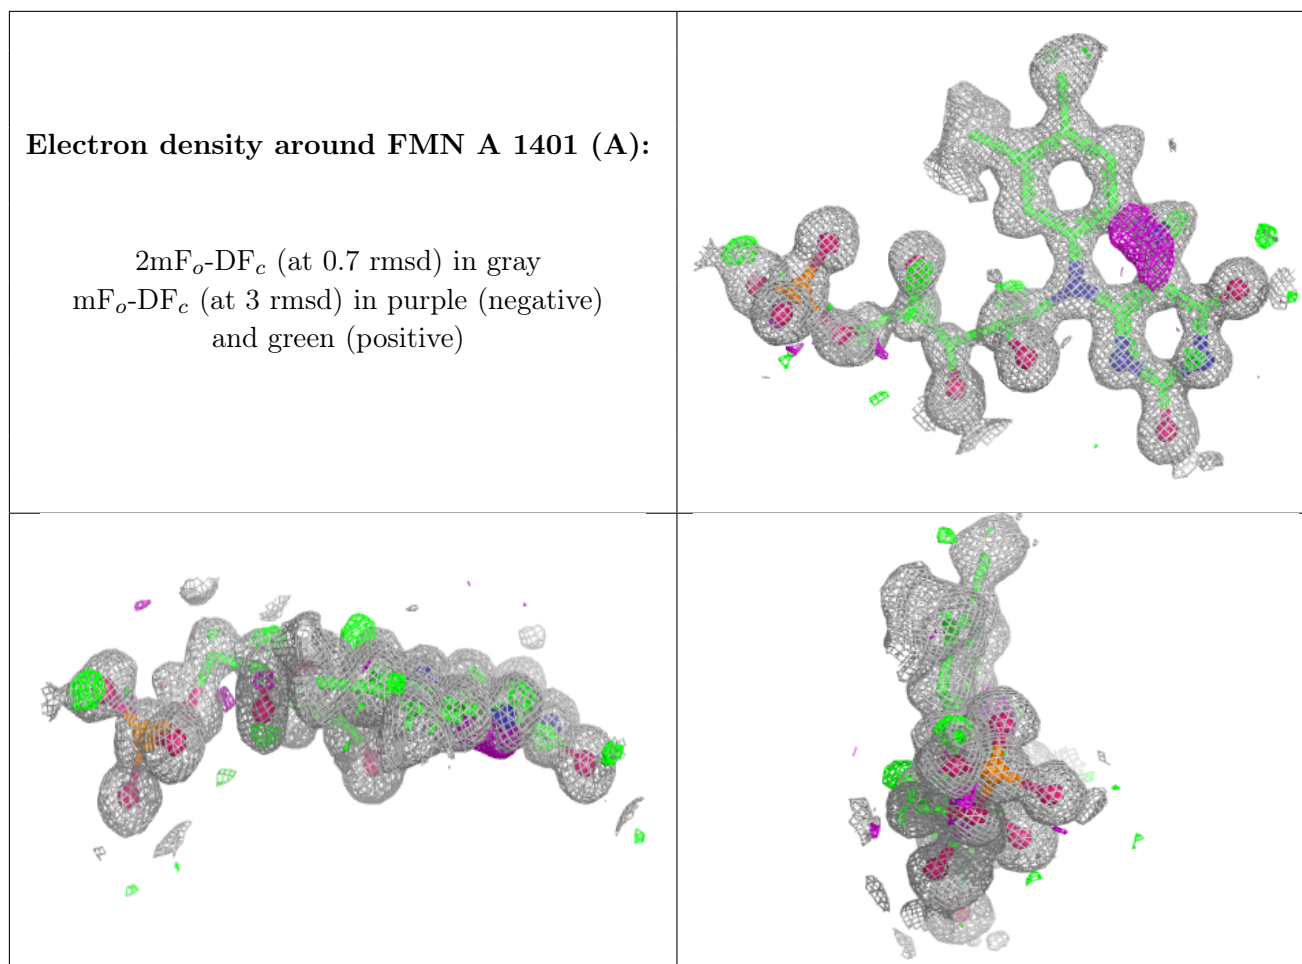 Electron density around FMN A 1401 (A):
2mFo-DFc (at 0.7 rmsd) in gray
mFo-DFc (at 3 rmsd) in purple (negative)
and green (positive)